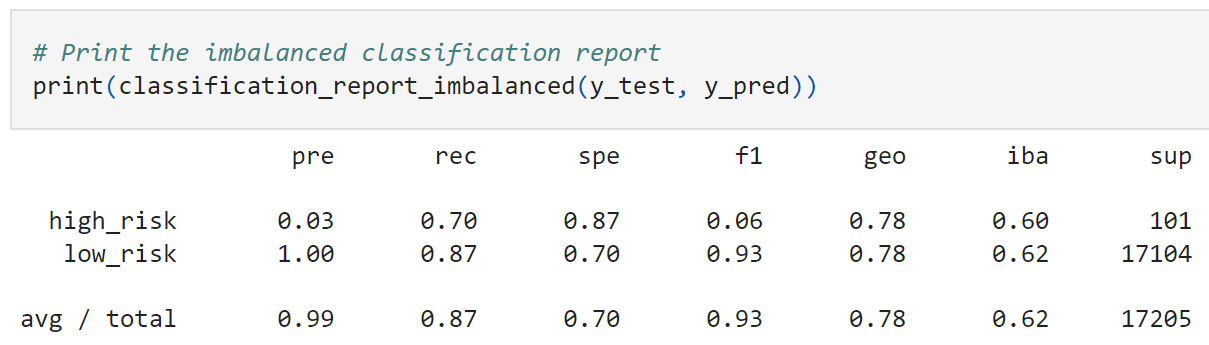 # Print the imbalanced classification report
print(classification_report_imbalanced(y_test, y_pred))
pre rec spe f1 geo iba sup
high_risk 0.03 0.70 0.87 0.06 0.78 0.60 101
low_risk 1.00 0.87 0.70 0.93 0.78 0.62 17104
avg / total 0.99 0.87 0.70 0.93 0.78 0.62 17205